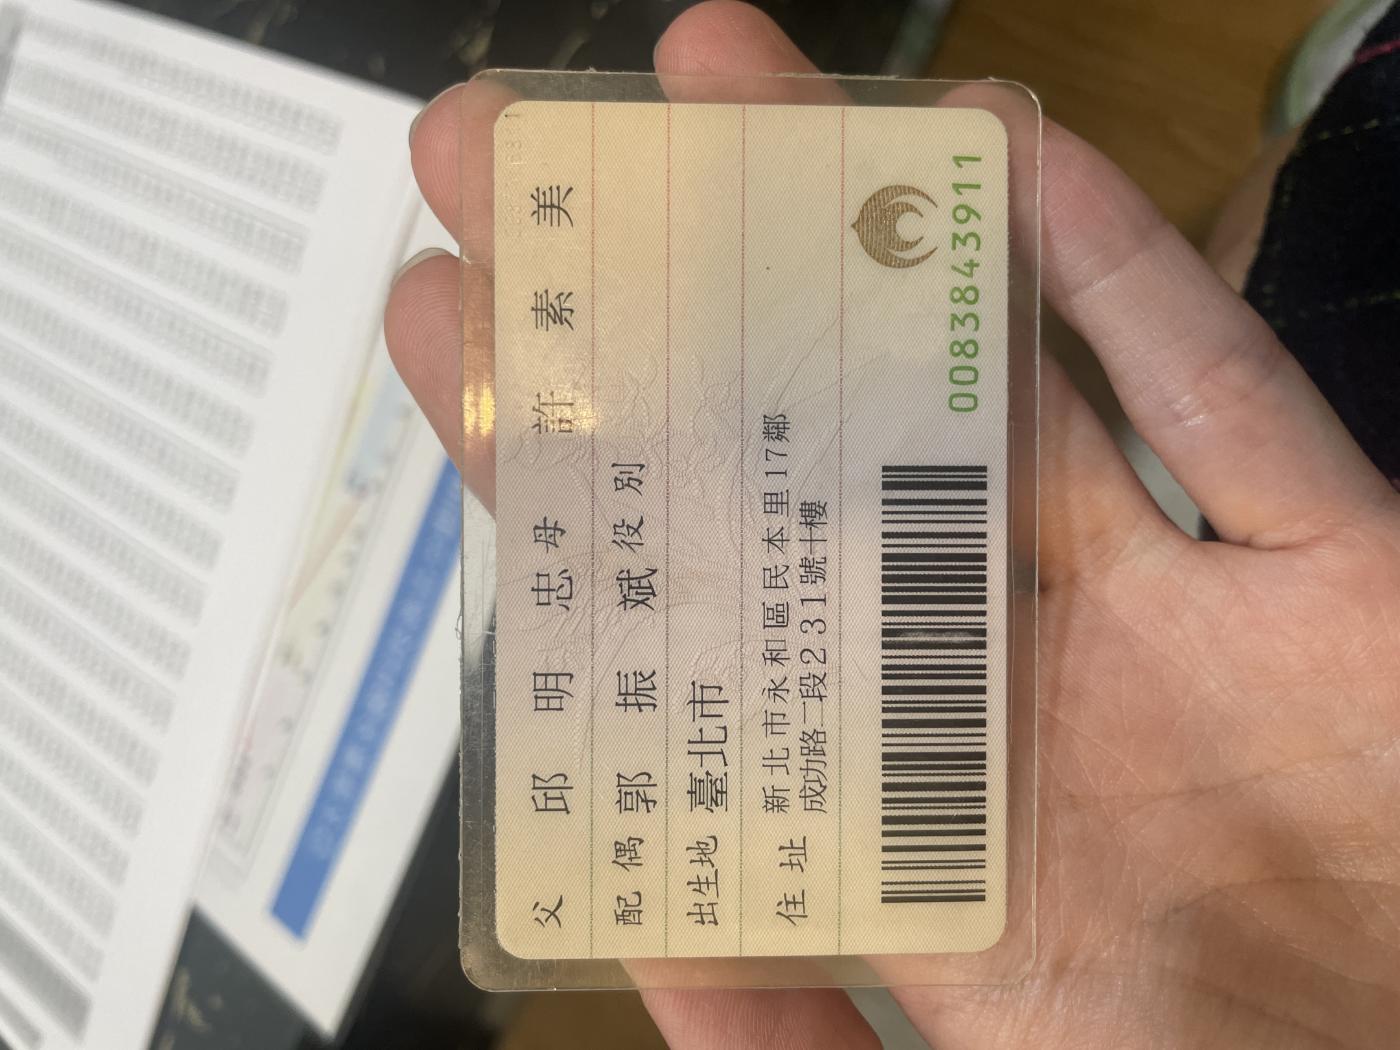 父 邱 明 忠 母 許 素 美
配 偶 郭 振 斌 役 別
出生地 臺北市
住 址 新 北 市 永 和 區 民 本 里 17鄰
成功路二段231號十樓
0083843911